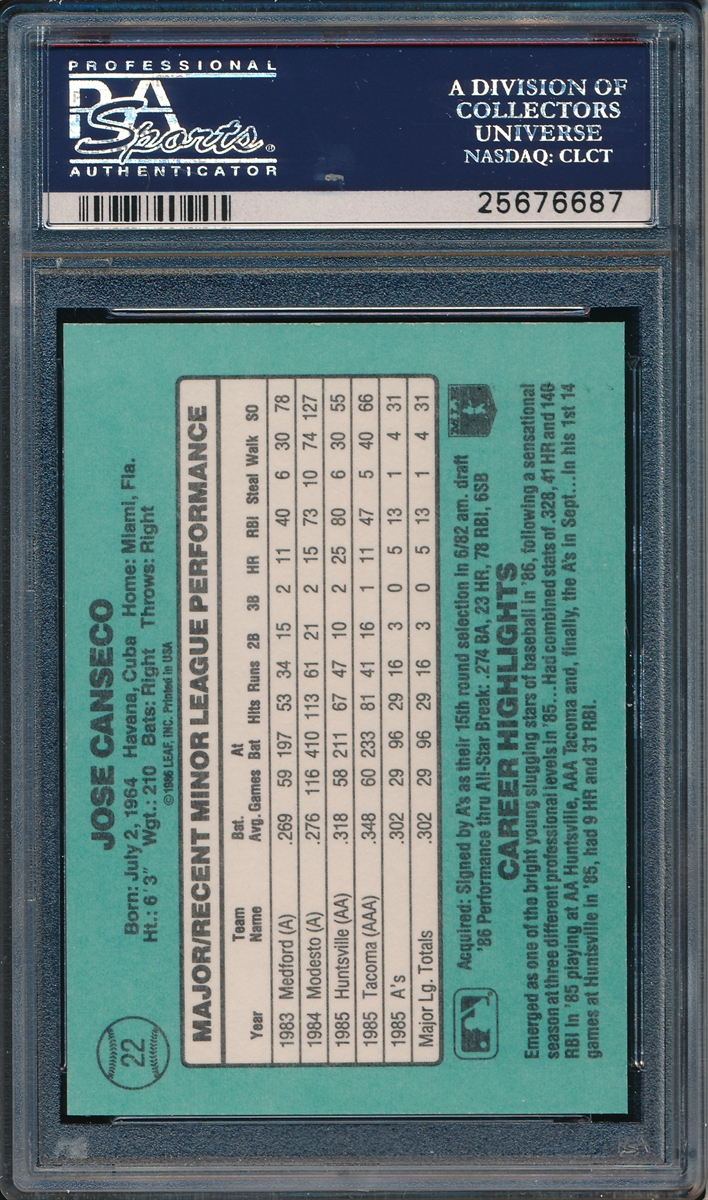 PROFESSIONAL
PSA
Sports®
AUTHENTICATOR
A DIVISION OF
COLLECTORS
UNIVERSE
NASDAQ: CLCT
25676687
22
JOSE CANSECO
Born: July 2, 1964 Havana, Cuba Home: Miami, Fla.
Ht.: 6'3" Wgt.: 210 Bats: Right Throws: Right
©1986 LEAF, INC. Printed in USA
MAJOR/RECENT MINOR LEAGUE PERFORMANCE
Year Team Name Bat. Avg. Games At Bat Hits Runs 2B 3B HR RBI Steal Walk SO
1983 Medford (A) .269 59 197 53 34 15 2 11 40 6 30 78
1984 Modesto (A) .276 116 410 113 61 21 2 15 73 10 74 127
1985 Huntsville (AA) .318 58 211 67 47 10 2 25 80 6 30 55
1985 Tacoma (AAA) .348 60 233 81 41 16 1 11 47 5 40 66
1985 A's .302 29 96 29 16 3 0 5 13 1 4 31
Major Lg. Totals .302 29 96 29 16 3 0 5 13 1 4 31
Acquired: Signed by A's as their 15th round selection in 6/82 am. draft
'86 Performance thru All-Star Break: .274 BA, 23 HR, 78 RBI, 6SB
MLBPA
CAREER HIGHLIGHTS
Emerged as one of the bright young slugging stars of baseball in '86, following a sensational
season at three different professional levels in '85...Had combined stats of .328, 41 HR and 140
RBI in '85 playing at AA Huntsville, AAA Tacoma and, finally, the A's in Sept...In his 1st 14
games at Huntsville in '85, had 9 HR and 31 RBI.